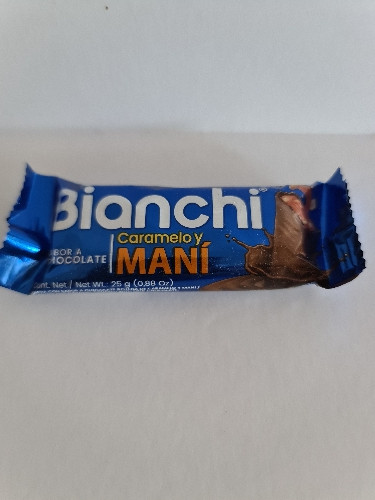 Bianchi®
Caramelo y
MANÍ
SABOR A
CHOCOLATE
Cont. Net / Net Wt.: 25 g (0,88 Oz)